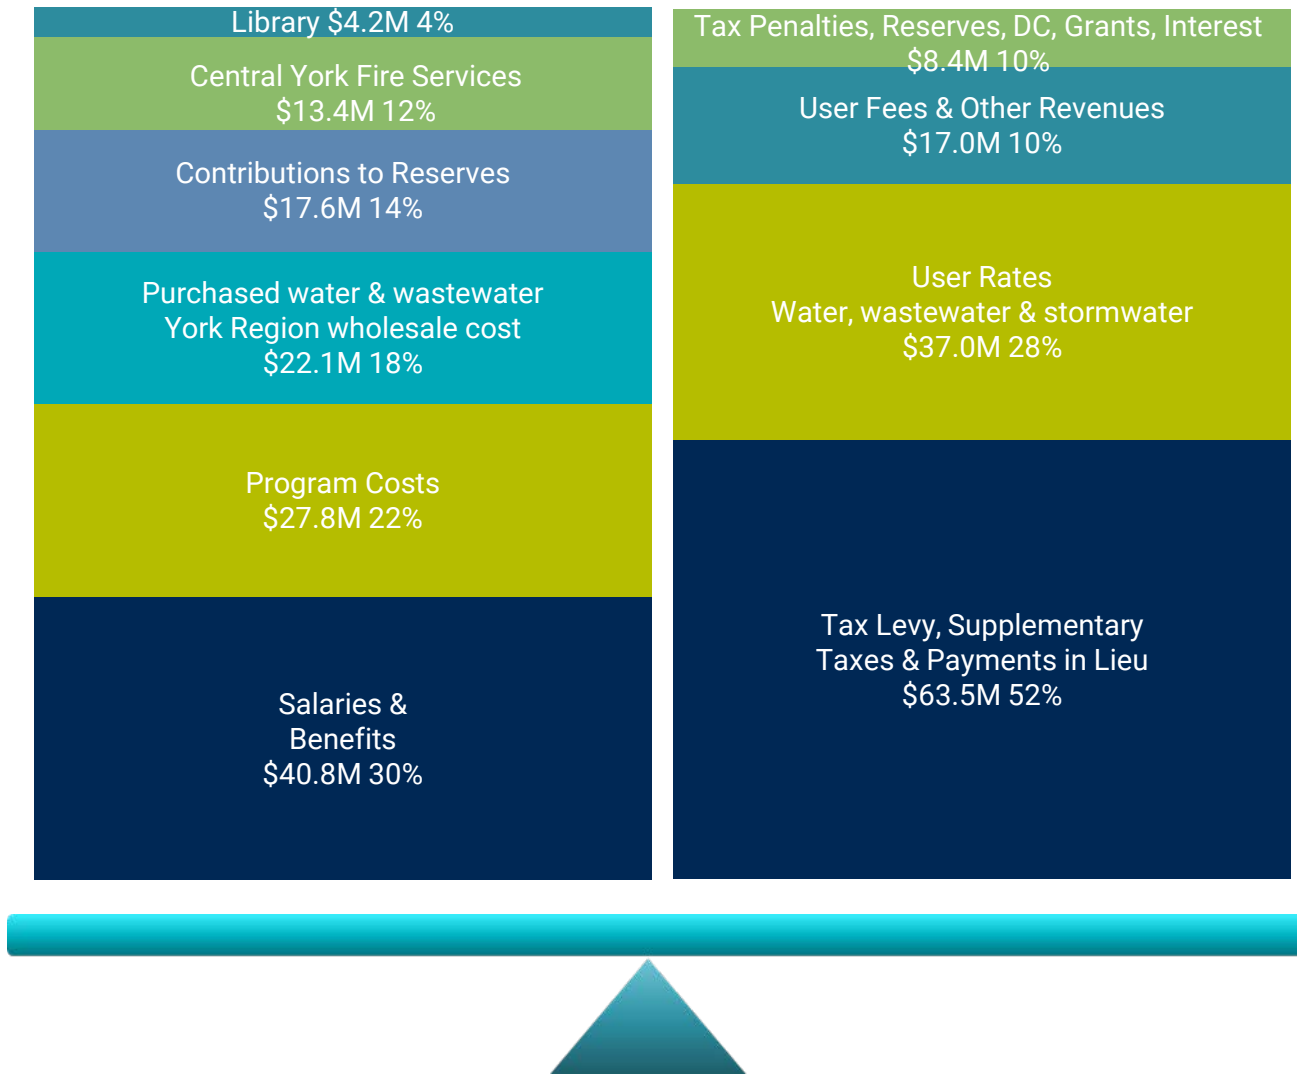 Library $4.2M 4%
Central York Fire Services
$13.4M 12%
Contributions to Reserves
$17.6M 14%
Purchased water & wastewater
York Region wholesale cost
$22.1M 18%
Program Costs
$27.8M 22%
Salaries &
Benefits
$40.8M 30%
Tax Penalties, Reserves, DC, Grants, Interest
$8.4M 10%
User Fees & Other Revenues
$17.0M 10%
User Rates
Water, wastewater & stormwater
$37.0M 28%
Tax Levy, Supplementary
Taxes & Payments in Lieu
$63.5M 52%